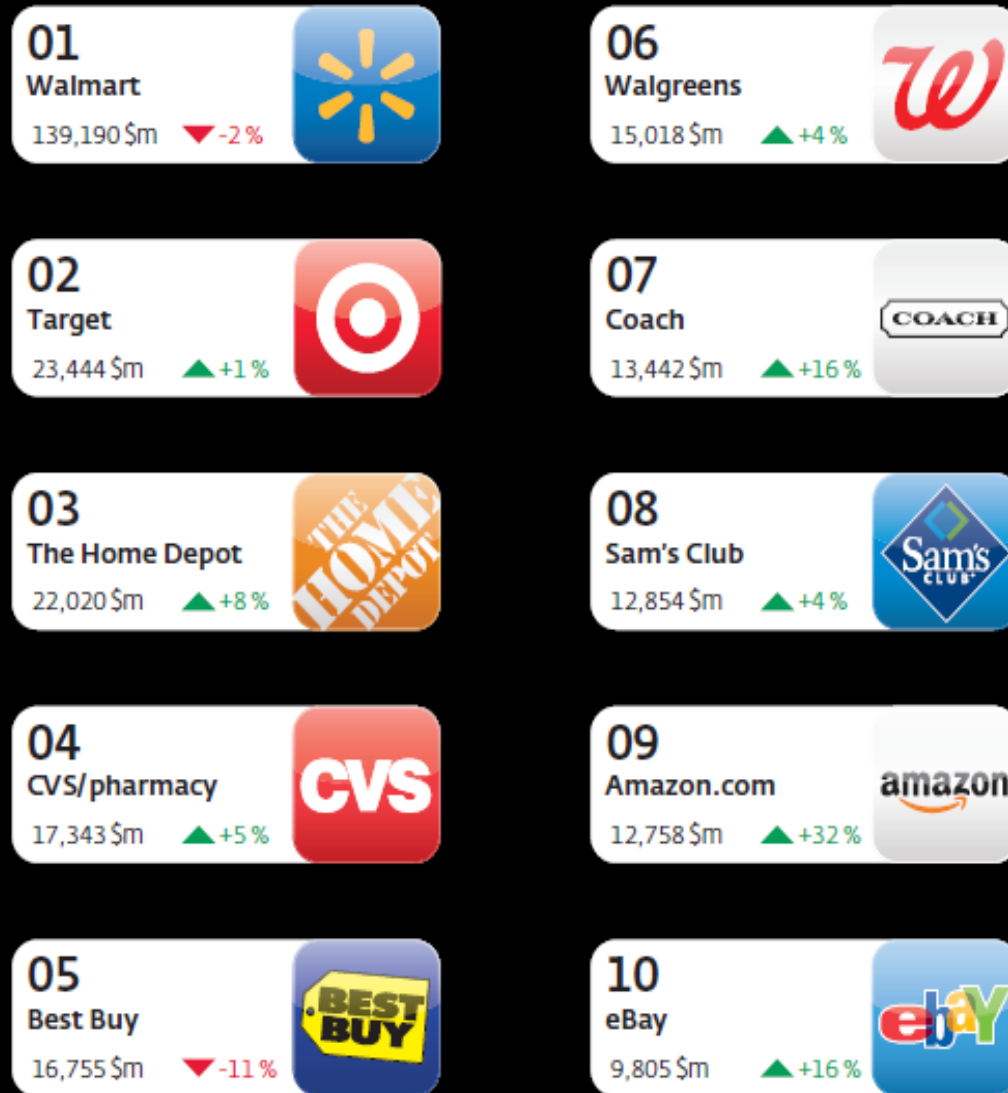 01
Walmart
139,190 $m ▼ -2 %
02
Target
23,444 $m ▲ +1 %
03
The Home Depot
22,020 $m ▲ +8 %
THE
HOME
DEPOT
04
CVS/pharmacy
17,343 $m ▲ +5 %
CVS
05
Best Buy
16,755 $m ▼ -11 %
BEST
BUY
06
Walgreens
15,018 $m ▲ +4 %
W
07
Coach
13,442 $m ▲ +16 %
COACH
08
Sam's Club
12,854 $m ▲ +4 %
Sam's
CLUB
09
Amazon.com
12,758 $m ▲ +32 %
amazon
10
eBay
9,805 $m ▲ +16 %
ebaY